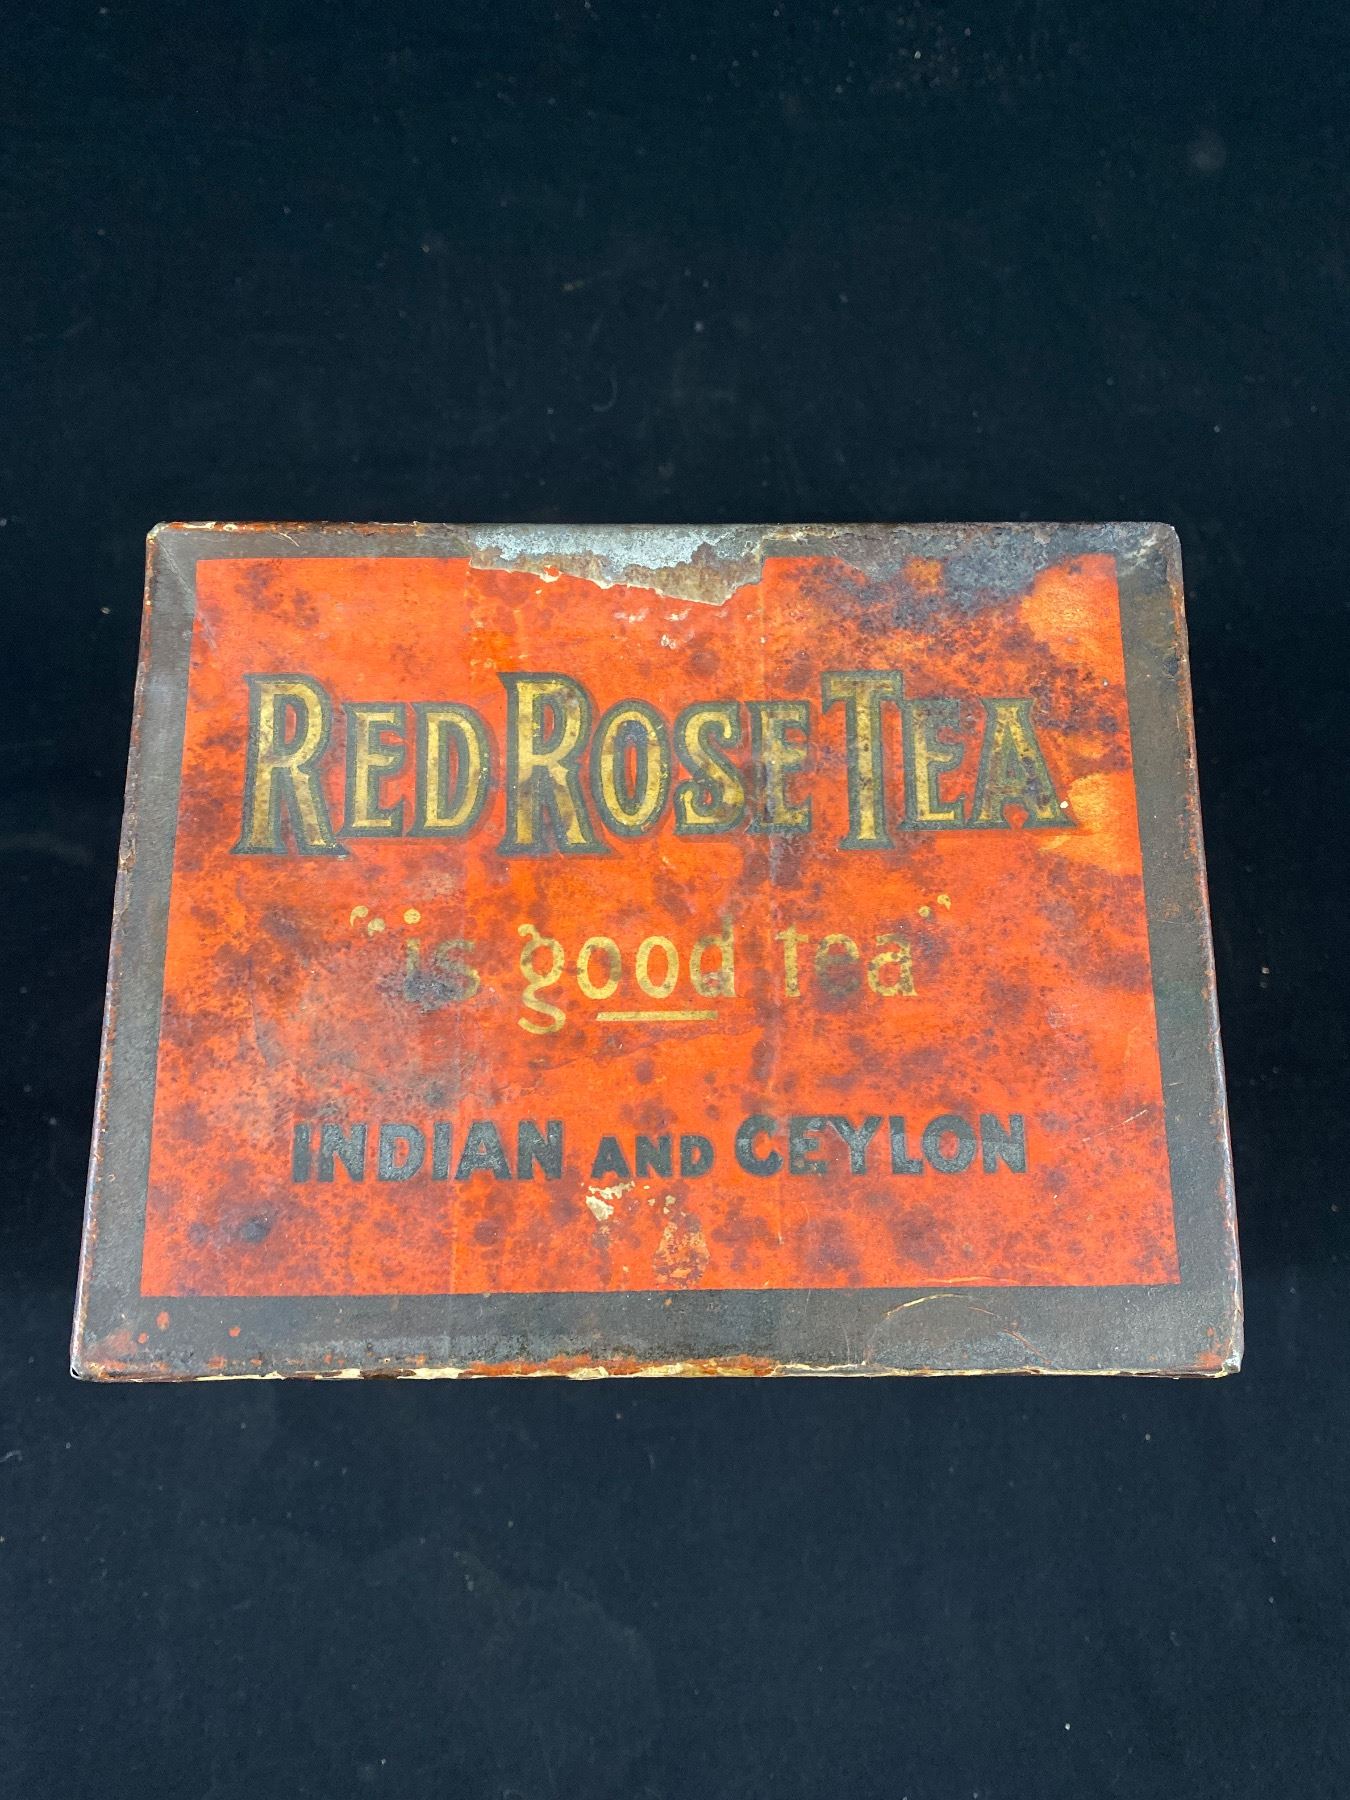 RED ROSE TEA
"is good tea"
INDIAN AND CEYLON